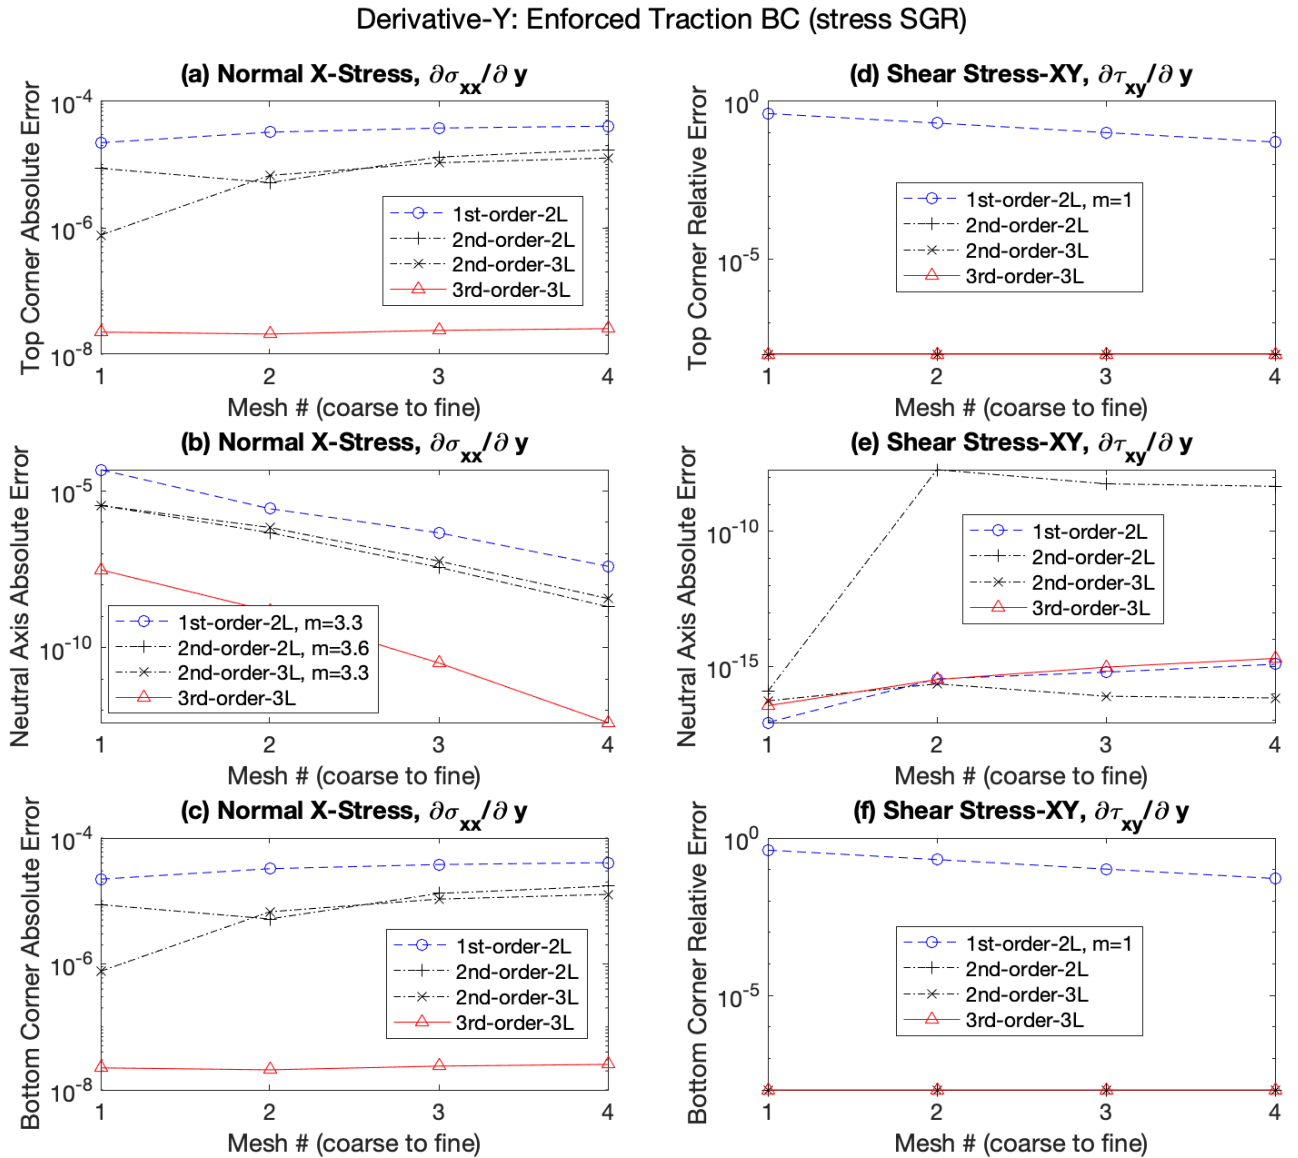 Derivative-Y: Enforced Traction BC (stress SGR)
(a) Normal X-Stress, ∂σxx/∂ y
Top Corner Absolute Error
10^-4
10^-6
10^-8
1st-order-2L
2nd-order-2L
2nd-order-3L
3rd-order-3L
1 2 3 4
Mesh # (coarse to fine)
(d) Shear Stress-XY, ∂τxy/∂ y
Top Corner Relative Error
10^0
10^-5
1st-order-2L, m=1
2nd-order-2L
2nd-order-3L
3rd-order-3L
1 2 3 4
Mesh # (coarse to fine)
(b) Normal X-Stress, ∂σxx/∂ y
Neutral Axis Absolute Error
10^-5
10^-10
1st-order-2L, m=3.3
2nd-order-2L, m=3.6
2nd-order-3L, m=3.3
3rd-order-3L
1 2 3 4
Mesh # (coarse to fine)
(e) Shear Stress-XY, ∂τxy/∂ y
Neutral Axis Absolute Error
10^-10
10^-15
1st-order-2L
2nd-order-2L
2nd-order-3L
3rd-order-3L
1 2 3 4
Mesh # (coarse to fine)
(c) Normal X-Stress, ∂σxx/∂ y
Bottom Corner Absolute Error
10^-4
10^-6
10^-8
1st-order-2L
2nd-order-2L
2nd-order-3L
3rd-order-3L
1 2 3 4
Mesh # (coarse to fine)
(f) Shear Stress-XY, ∂τxy/∂ y
Bottom Corner Relative Error
10^0
10^-5
1st-order-2L, m=1
2nd-order-2L
2nd-order-3L
3rd-order-3L
1 2 3 4
Mesh # (coarse to fine)